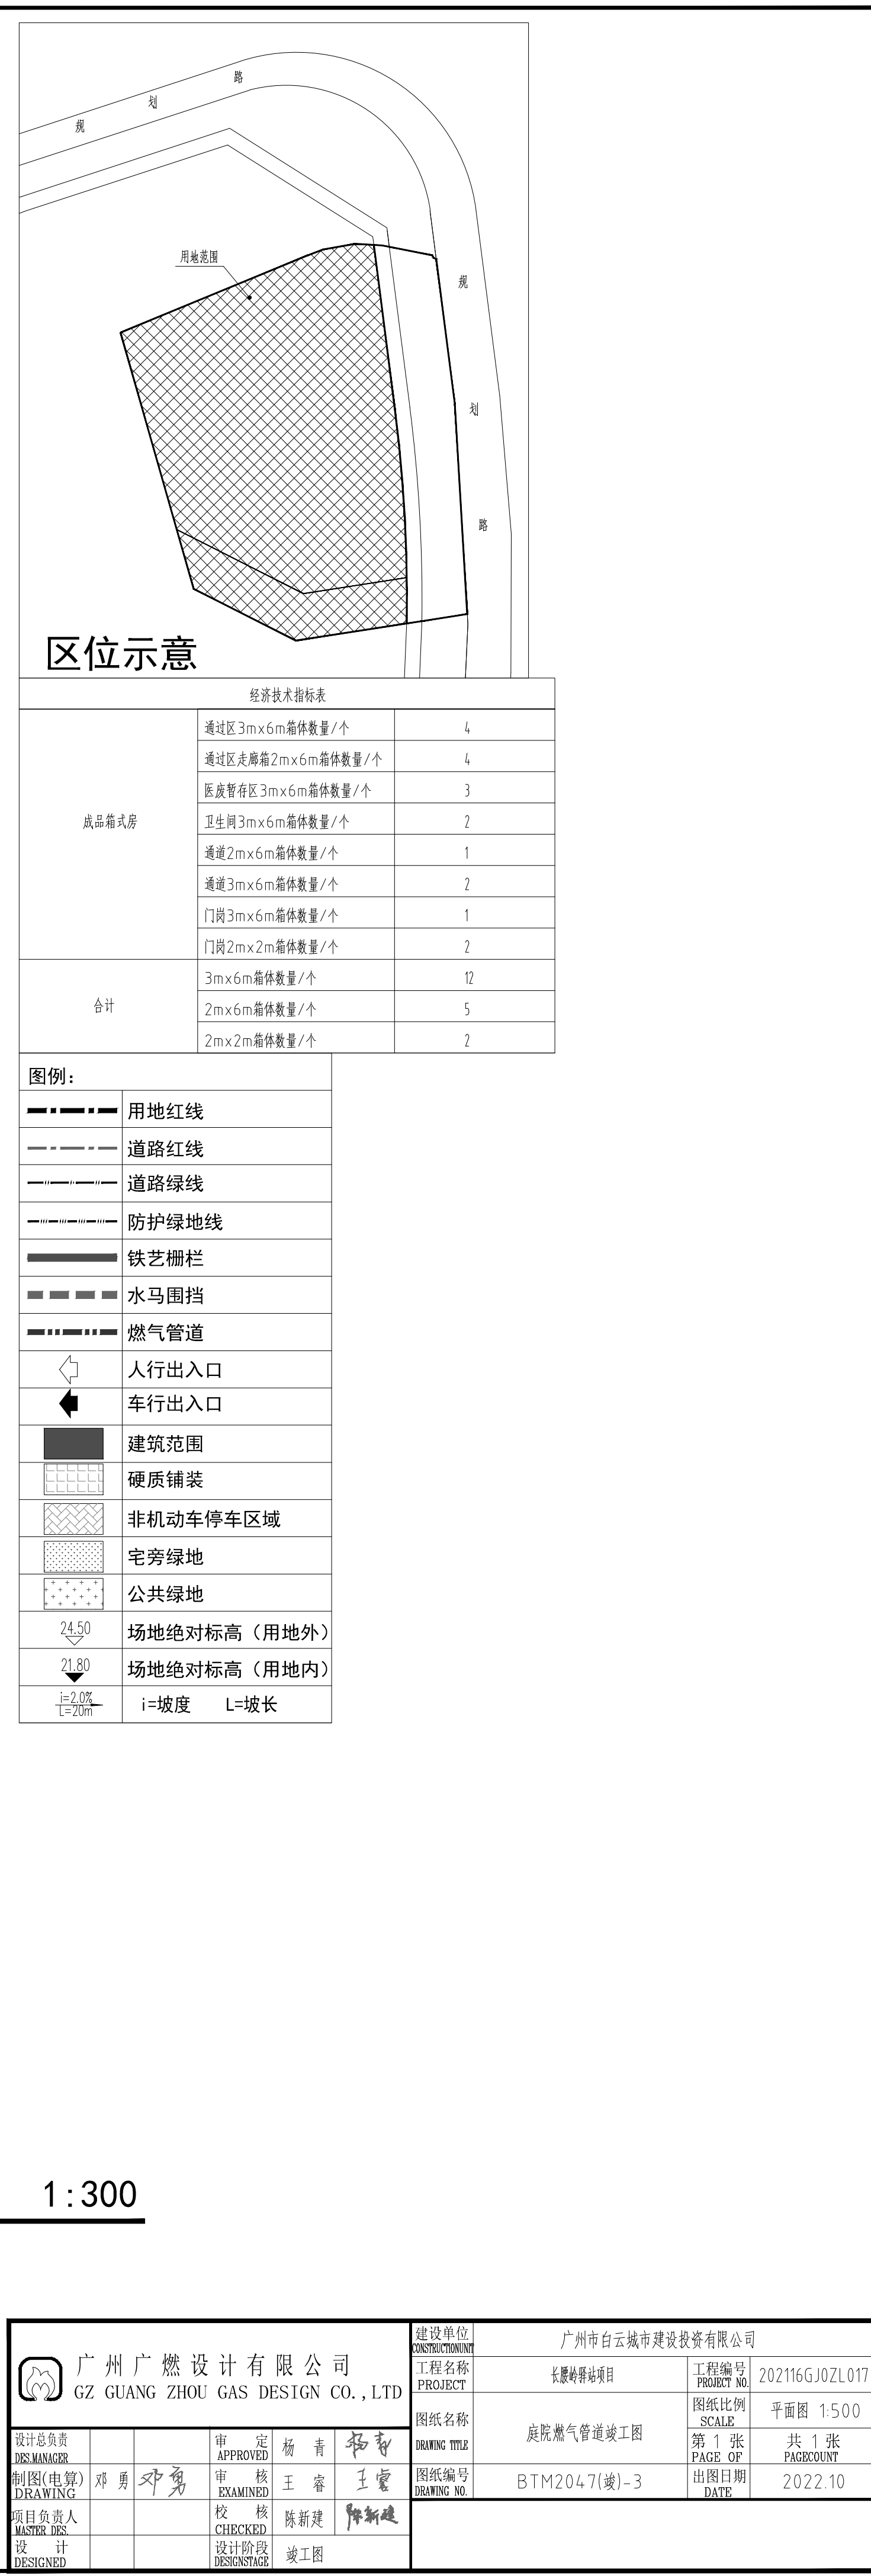 规 划 路
用地范围
规
划
路
区位示意
经济技术指标表
成品箱式房
通过区3mx6m箱体数量/个 4
通过区走廊箱2mx6m箱体数量/个 4
医废暂存区3mx6m箱体数量/个 3
卫生间3mx6m箱体数量/个 2
通道2mx6m箱体数量/个 1
通道3mx6m箱体数量/个 2
门岗3mx6m箱体数量/个 1
门岗2mx2m箱体数量/个 2
合计
3mx6m箱体数量/个 12
2mx6m箱体数量/个 5
2mx2m箱体数量/个 2
图例：
用地红线
道路红线
道路绿线
防护绿地线
铁艺栅栏
水马围挡
燃气管道
人行出入口
车行出入口
建筑范围
硬质铺装
非机动车停车区域
宅旁绿地
公共绿地
24.50 场地绝对标高（用地外）
21.80 场地绝对标高（用地内）
i=2.0%
L=20m
i=坡度 L=坡长
1:300
广州广燃设计有限公司
GZ GUANG ZHOU GAS DESIGN CO.,LTD
设计总负责
DES.MANAGER
审 定
APPROVED
杨 青 杨青
制图(电算)
DRAWING
邓 勇 邓勇
审 核
EXAMINED
王 睿 王睿
项目负责人
MASTER DES.
校 核
CHECKED
陈新建 陈新建
设 计
DESIGNED
设计阶段
DESIGNSTAGE
竣工图
建设单位
CONSTRUCTIONUNIT
广州市白云城市建设投资有限公司
工程名称
PROJECT
长腰岭驿站项目
工程编号
PROJECT NO.
202116GJ0ZL017
图纸名称
DRAWING TITLE
庭院燃气管道竣工图
图纸比例
SCALE
平面图 1:500
第 1 张
PAGE OF
共 1 张
PAGECOUNT
图纸编号
DRAWING NO.
BTM2047(竣)-3
出图日期
DATE
2022.10